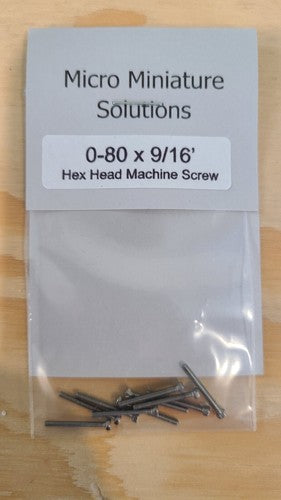 Micro Miniature
Solutions
0-80 x 9/16'
Hex Head Machine Screw